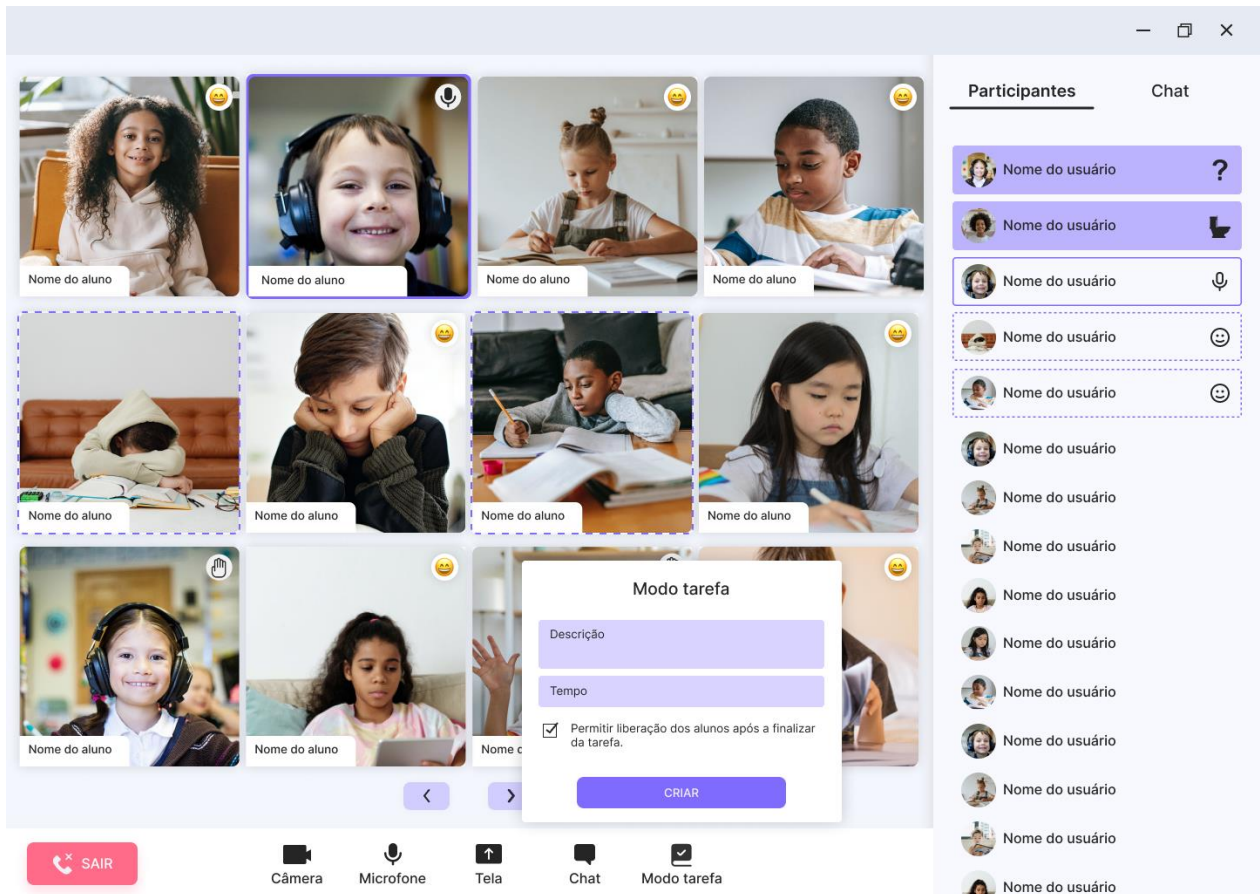 Participantes
Chat
Nome do aluno
Nome do aluno
Nome do aluno
Nome do aluno
Nome do aluno
Nome do aluno
Nome do aluno
Nome do aluno
Nome do aluno
Nome do aluno
Nome
Modo tarefa
Descrição
Tempo
Permitir liberação dos alunos após a finalizar
da tarefa.
CRIAR
SAIR
Câmera
Microfone
Tela
Chat
Modo tarefa
Nome do usuário
?
Nome do usuário
Nome do usuário
Nome do usuário
Nome do usuário
Nome do usuário
Nome do usuário
Nome do usuário
Nome do usuário
Nome do usuário
Nome do usuário
Nome do usuário
Nome do usuário
Nome do usuário
Nome do usuário